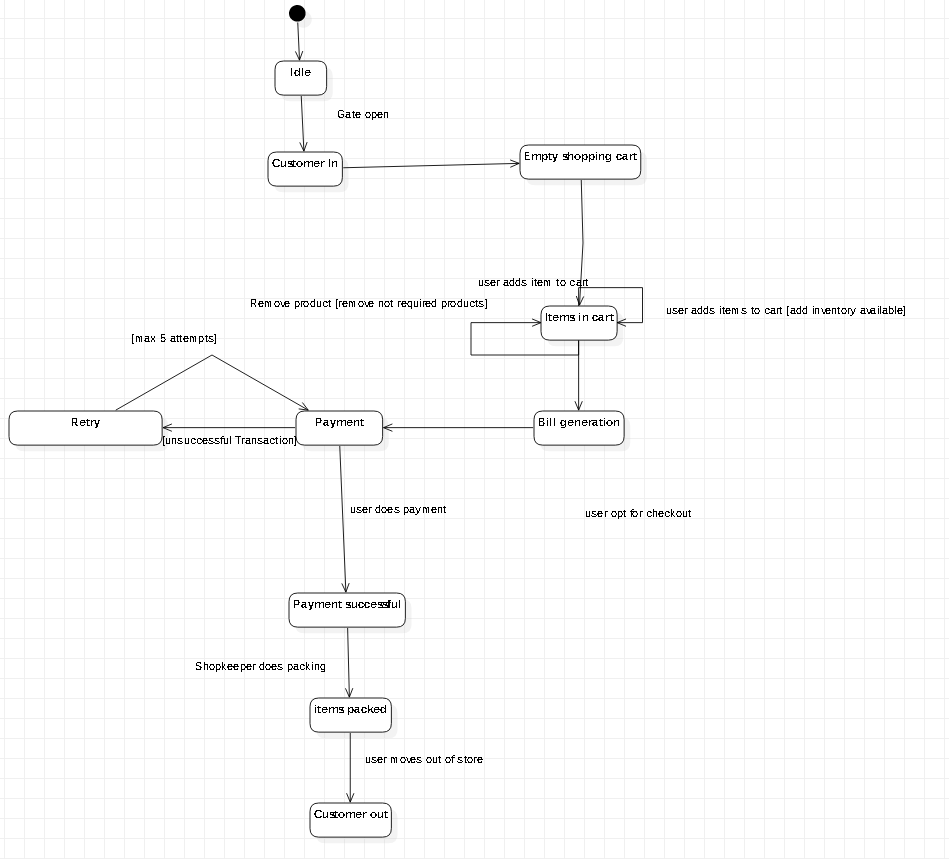 Idle
Gate open
Customer In
Empty shopping cart
user adds item to cart
Remove product [remove not required products]
Items in cart
user adds items to cart [add inventory available]
[max 5 attempts]
Retry
Payment
Bill generation
[unsuccessful Transaction]
user does payment
user opt for checkout
Payment successful
Shopkeeper does packing
items packed
user moves out of store
Customer out